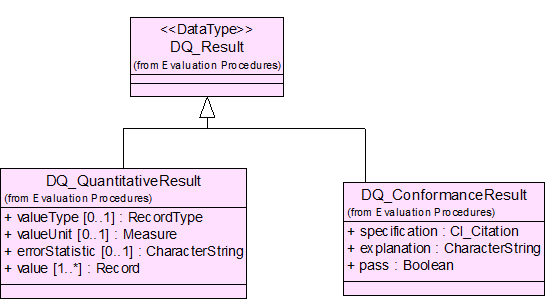 <<DataType>>
DQ_Result
(from Evaluation Procedures)
DQ_QuantitativeResult
(from Evaluation Procedures)
+ valueType [0..1] : RecordType
+ valueUnit [0..1] : Measure
+ errorStatistic [0..1] : CharacterString
+ value [1..*] : Record
DQ_ConformanceResult
(from Evaluation Procedures)
+ specification : CI_Citation
+ explanation : CharacterString
+ pass : Boolean